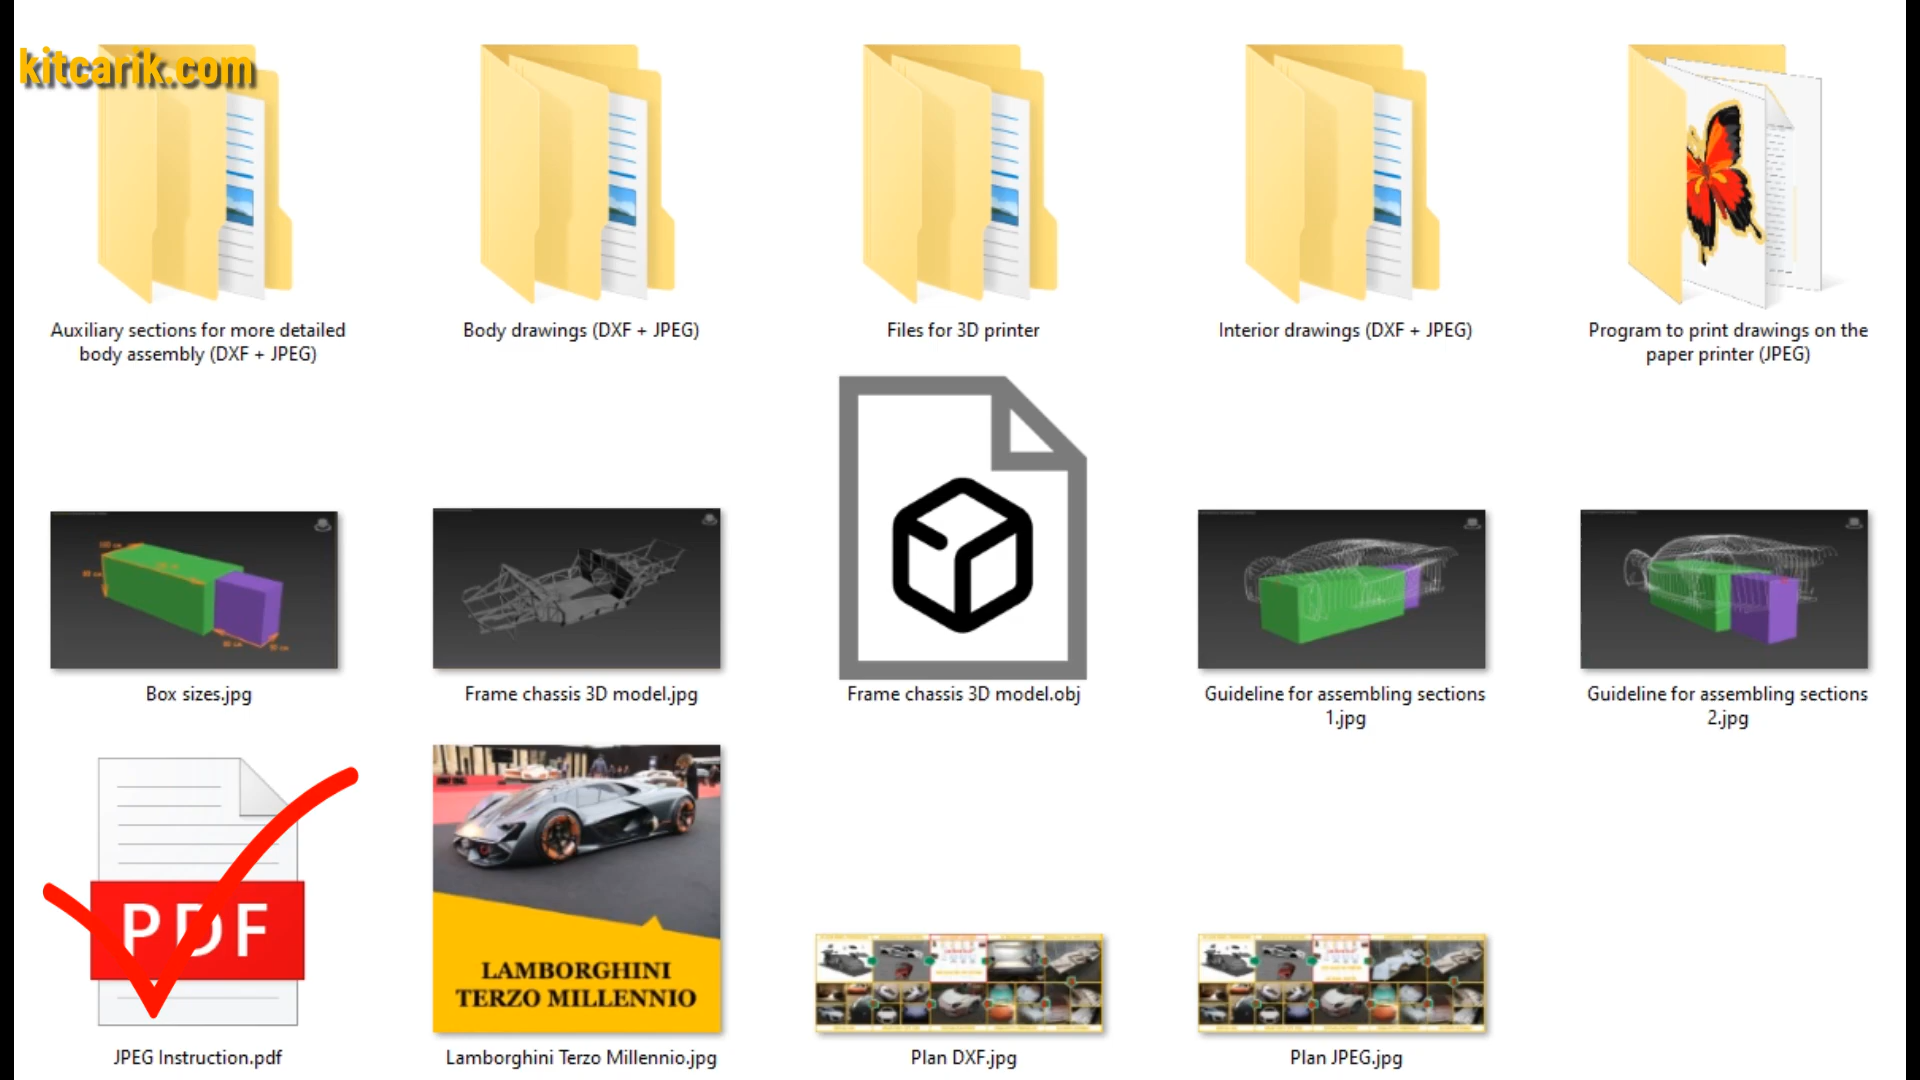 kitcarik.com
Auxiliary sections for more detailed
body assembly (DXF + JPEG)
Body drawings (DXF + JPEG)
Files for 3D printer
Interior drawings (DXF + JPEG)
Program to print drawings on the
paper printer (JPEG)
Box sizes.jpg
Frame chassis 3D model.jpg
Frame chassis 3D model.obj
Guideline for assembling sections
1.jpg
Guideline for assembling sections
2.jpg
PDF
LAMBORGHINI
TERZO MILLENNIO
JPEG Instruction.pdf
Lamborghini Terzo Millennio.jpg
Plan DXF.jpg
Plan JPEG.jpg